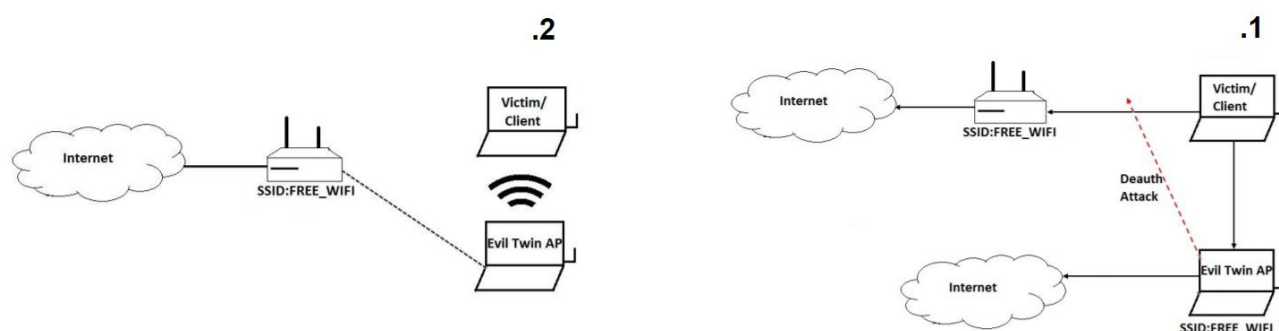 .2
Victim/
Client
Internet
SSID:FREE_WIFI
Evil Twin AP
.1
Victim/
Client
Internet
SSID:FREE_WIFI
Deauth
Attack
Evil Twin AP
Internet
SSID:FREE_WIFI